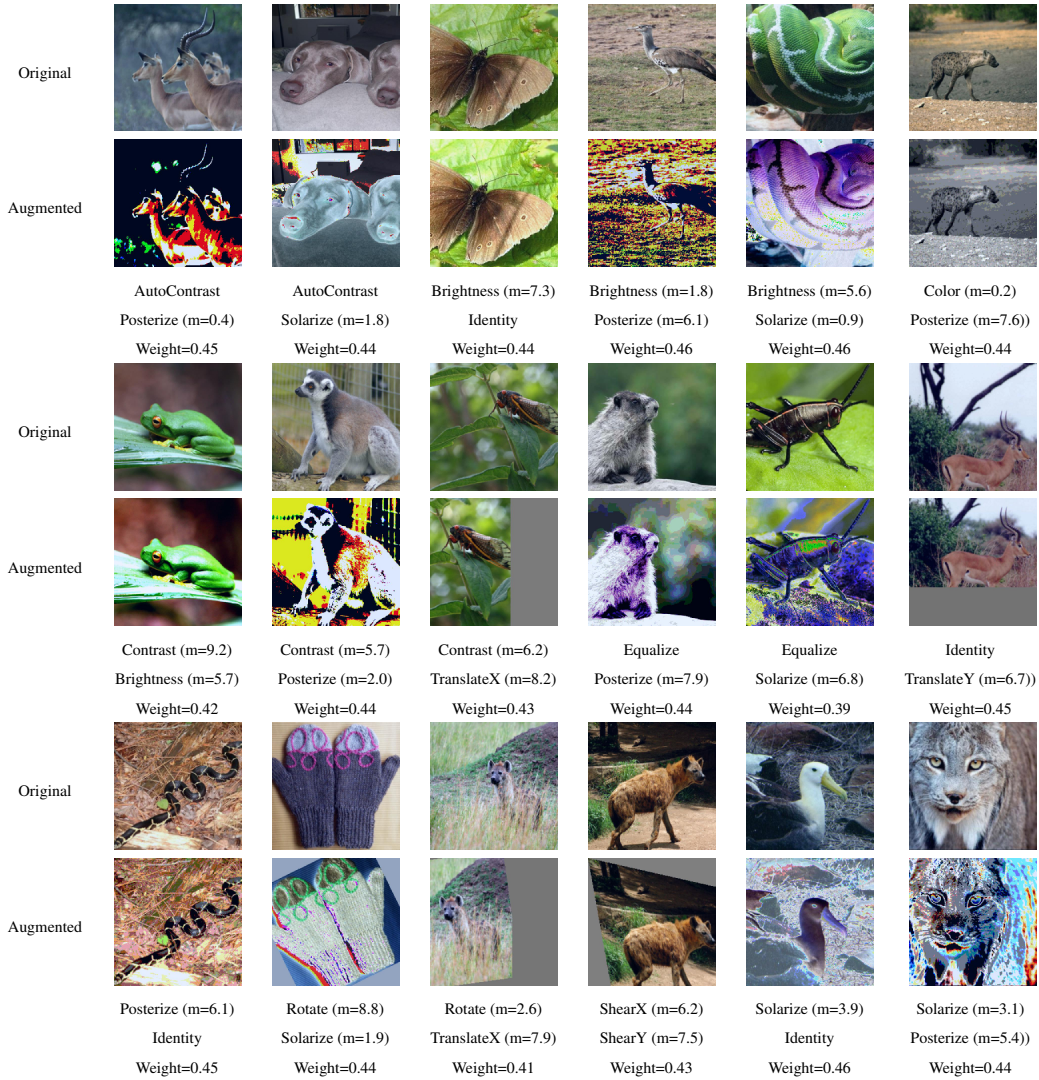 Original
Augmented
AutoContrast AutoContrast Brightness (m=7.3) Brightness (m=1.8) Brightness (m=5.6) Color (m=0.2)
Posterize (m=0.4) Solarize (m=1.8) Identity Posterize (m=6.1) Solarize (m=0.9) Posterize (m=7.6))
Weight=0.45 Weight=0.44 Weight=0.44 Weight=0.46 Weight=0.46 Weight=0.44
Original
Augmented
Contrast (m=9.2) Contrast (m=5.7) Contrast (m=6.2) Equalize Equalize Identity
Brightness (m=5.7) Posterize (m=2.0) TranslateX (m=8.2) Posterize (m=7.9) Solarize (m=6.8) TranslateY (m=6.7))
Weight=0.42 Weight=0.44 Weight=0.43 Weight=0.44 Weight=0.39 Weight=0.45
Original
Augmented
Posterize (m=6.1) Rotate (m=8.8) Rotate (m=2.6) ShearX (m=6.2) Solarize (m=3.9) Solarize (m=3.1)
Identity Solarize (m=1.9) TranslateX (m=7.9) ShearY (m=7.5) Identity Posterize (m=5.4))
Weight=0.45 Weight=0.44 Weight=0.41 Weight=0.43 Weight=0.46 Weight=0.44